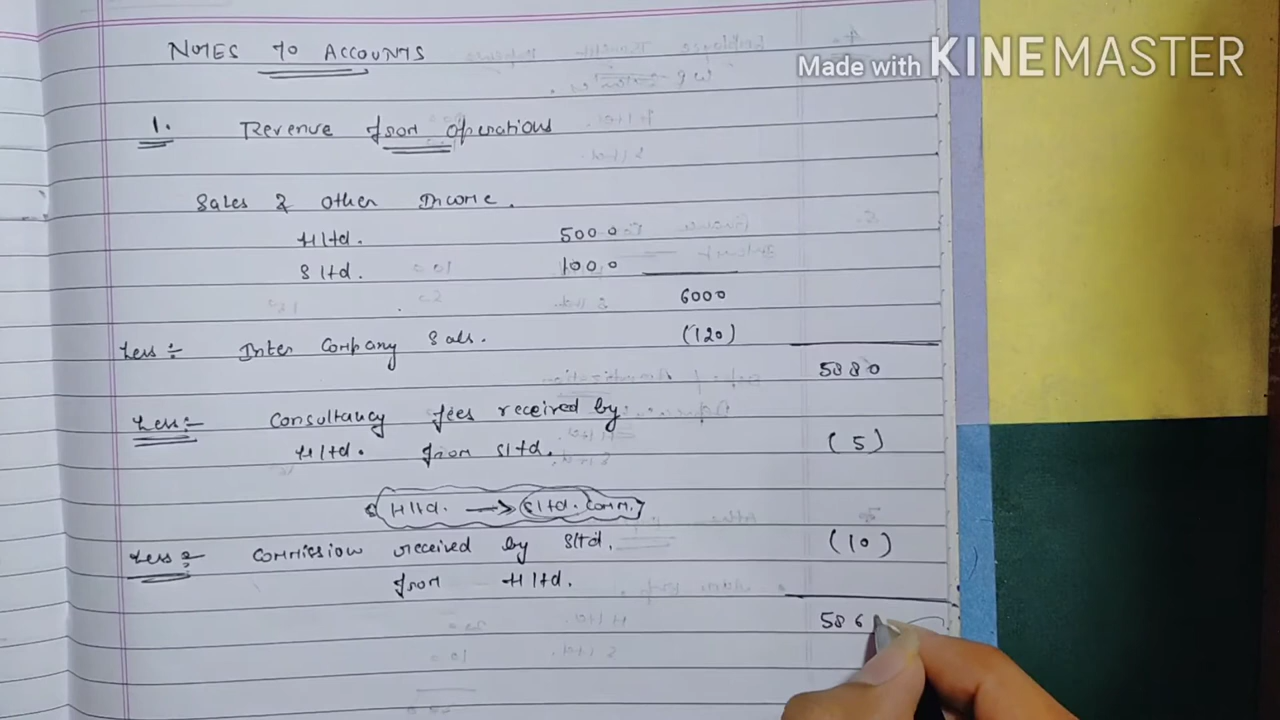 Made with KINEMASTER
NOTES TO ACCOUNTS
1. Revenue from Operations
Sales & Other Income.
H ltd. 5000
S ltd. 1000
6000
Less :- Inter Company Sals. (120)
5880
Less :- Consultancy fees received by
H ltd. from S ltd. (5)
H ltd. → S ltd. comm.
Less :- Commission received by S ltd. (10)
from H ltd.
586